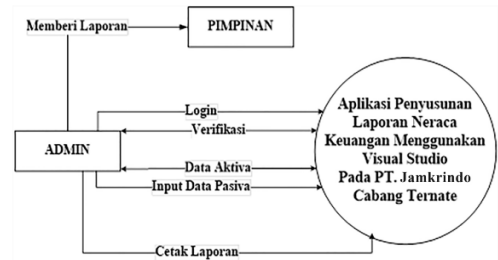 Memberi Laporan
PIMPINAN
Login
Verifikasi
ADMIN
Data Aktiva
Input Data Pasiva
Cetak Laporan
Aplikasi Penyusunan
Laporan Neraca
Keuangan Menggunakan
Visual Studio
Pada PT. Jamkrindo
Cabang Ternate